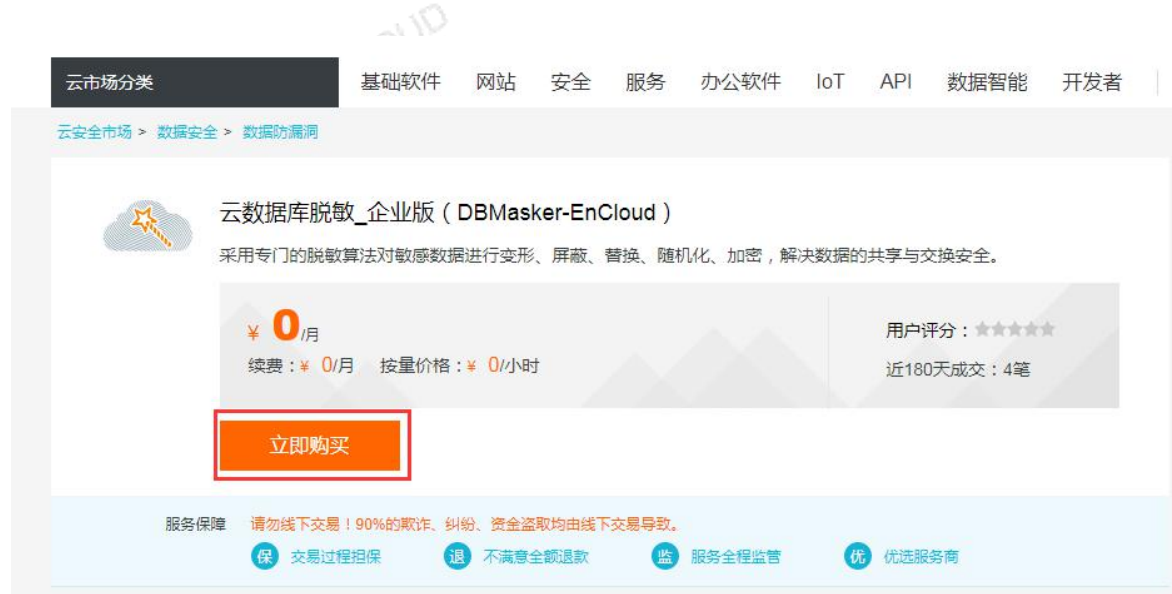 云市场分类 基础软件 网站 安全 服务 办公软件 IoT API 数据智能 开发者
云安全市场 > 数据安全 > 数据防漏洞
云数据库脱敏_企业版（DBMasker-EnCloud）
采用专门的脱敏算法对敏感数据进行变形、屏蔽、替换、随机化、加密，解决数据的共享与交换安全。
¥ 0/月
用户评分：
续费：¥ 0/月 按量价格：¥ 0/小时
近180天成交：4笔
立即购买
服务保障 请勿线下交易！90%的欺诈、纠纷、资金盗取均由线下交易导致。
保 交易过程担保 退 不满意全额退款 监 服务全程监管 优 优选服务商